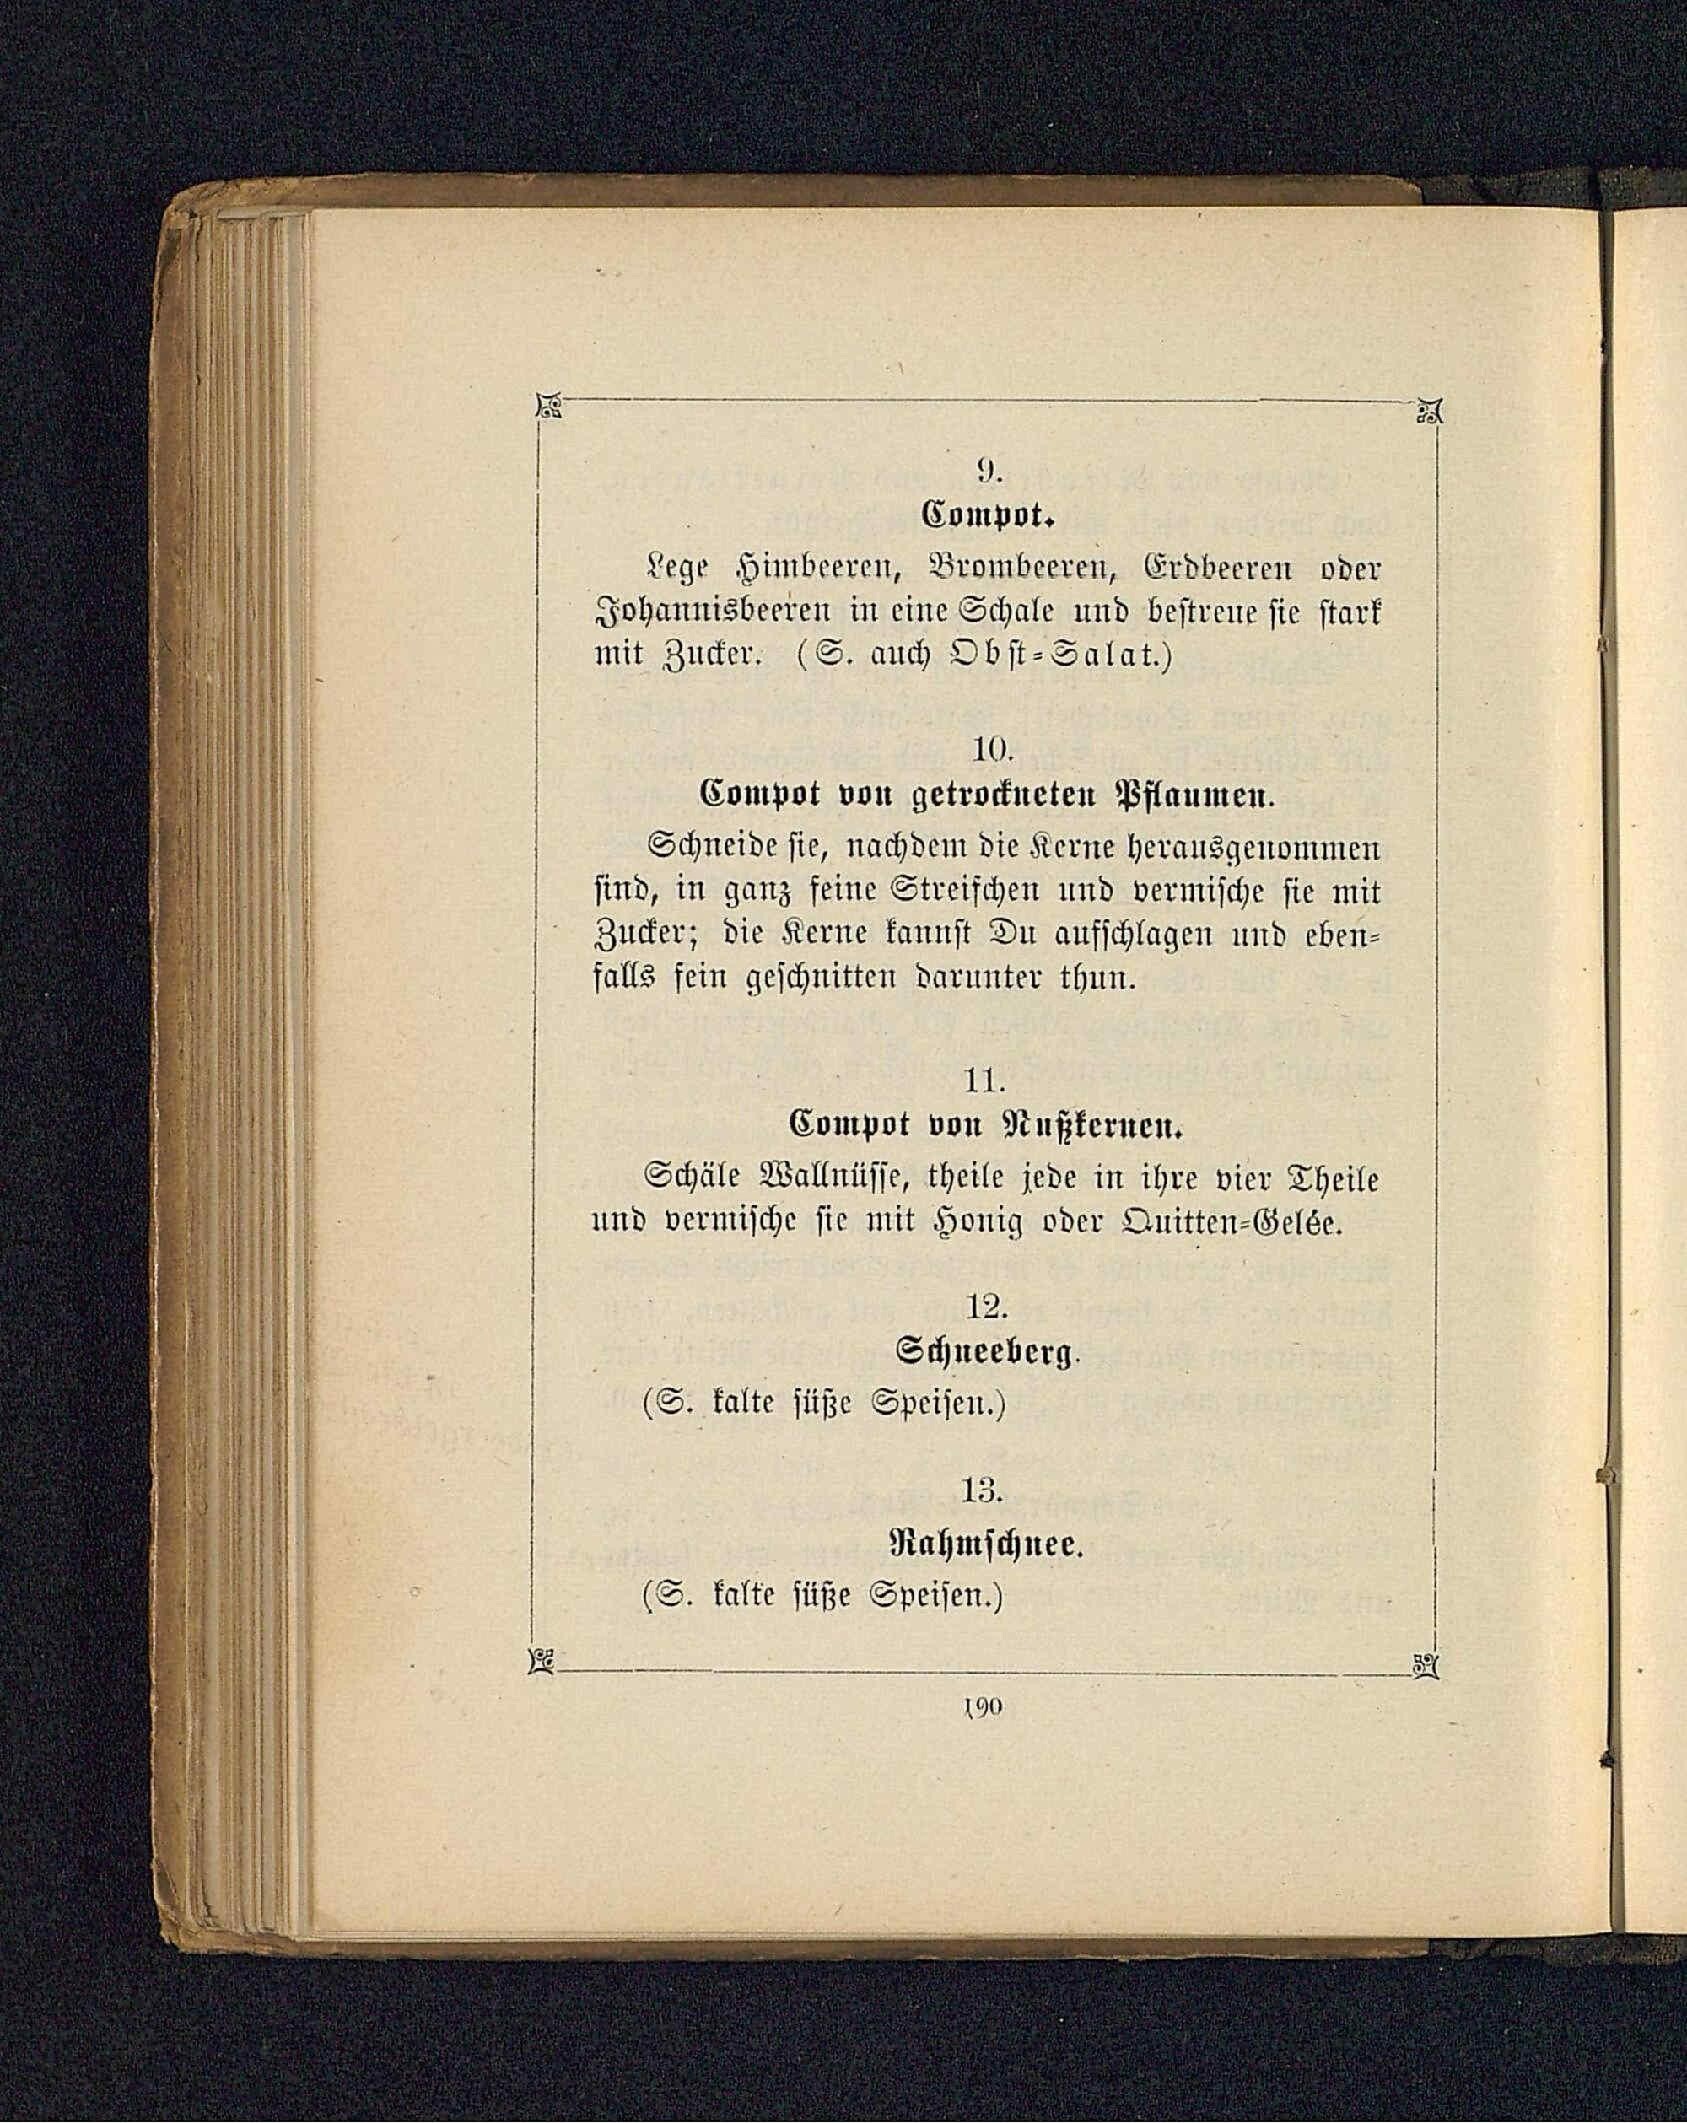 9.
Compot.
Lege Himbeeren, Brombeeren, Erdbeeren oder
Johannisbeeren in eine Schale und bestreue sie stark
mit Zucker. (S. auch Obst-Salat.)
10.
Compot von getrockneten Pflaumen.
Schneide sie, nachdem die Kerne herausgenommen
sind, in ganz feine Streifchen und vermische sie mit
Zucker; die Kerne kannst Du aufschlagen und eben-
falls fein geschnitten darunter thun.
11.
Compot von Nußkernen.
Schäle Wallnüsse, theile jede in ihre vier Theile
und vermische sie mit Honig oder Quitten-Gelée.
12.
Schneeberg.
(S. kalte süße Speisen.)
13.
Rahmschnee.
(S. kalte süße Speisen.)
190